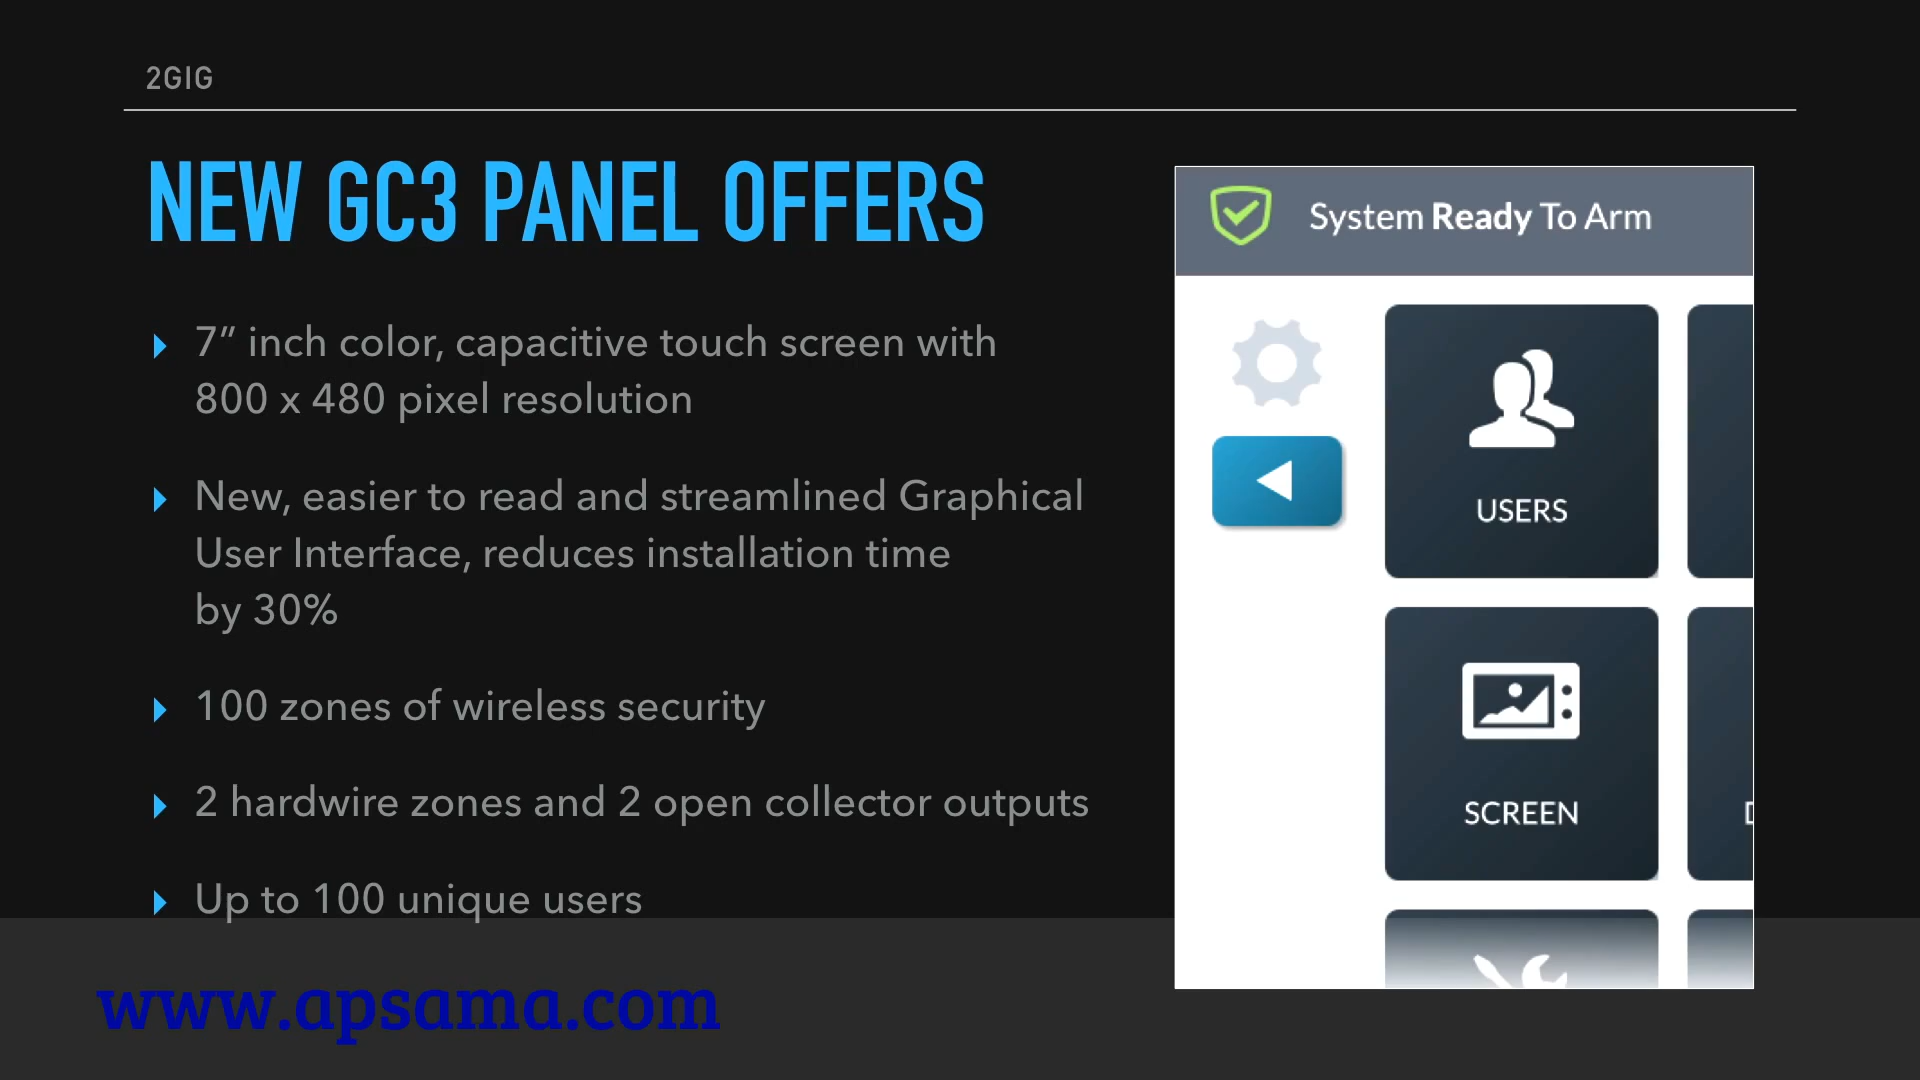 2GIG
NEW GC3 PANEL OFFERS
7” inch color, capacitive touch screen with
800 x 480 pixel resolution
New, easier to read and streamlined Graphical
User Interface, reduces installation time
by 30%
100 zones of wireless security
2 hardwire zones and 2 open collector outputs
Up to 100 unique users
www.apsama.com
System Ready To Arm
USERS
SCREEN